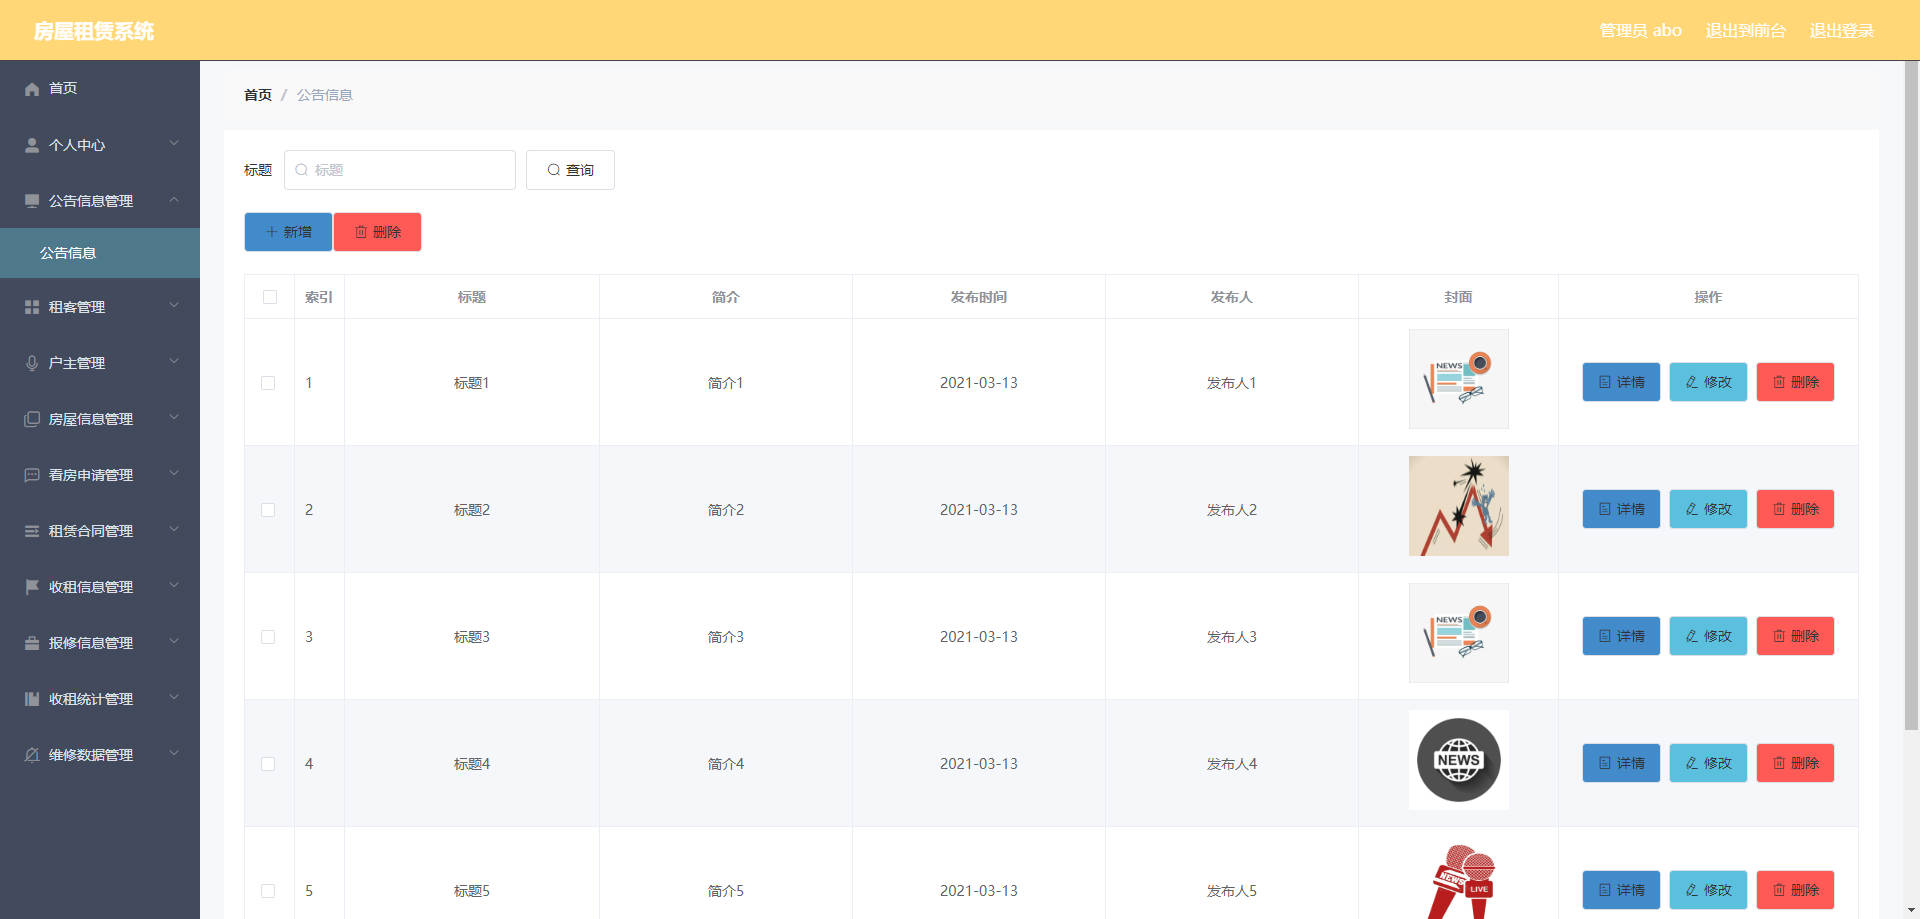 房屋租赁系统
管理员 abo 退出到前台 退出登录
首页
个人中心
公告信息管理
公告信息
租客管理
户主管理
房屋信息管理
看房申请管理
租赁合同管理
收租信息管理
报修信息管理
收租统计管理
维修数据管理
首页 / 公告信息
标题 标题 查询
新增 删除
索引 标题 简介 发布时间 发布人 封面 操作
NEWS
1 标题1 简介1 2021-03-13 发布人1 详情 修改 删除
2 标题2 简介2 2021-03-13 发布人2 详情 修改 删除
NEWS
3 标题3 简介3 2021-03-13 发布人3 详情 修改 删除
4 标题4 简介4 2021-03-13 发布人4 NEWS 详情 修改 删除
5 标题5 简介5 2021-03-13 发布人5 NEWS LIVE 详情 修改 删除